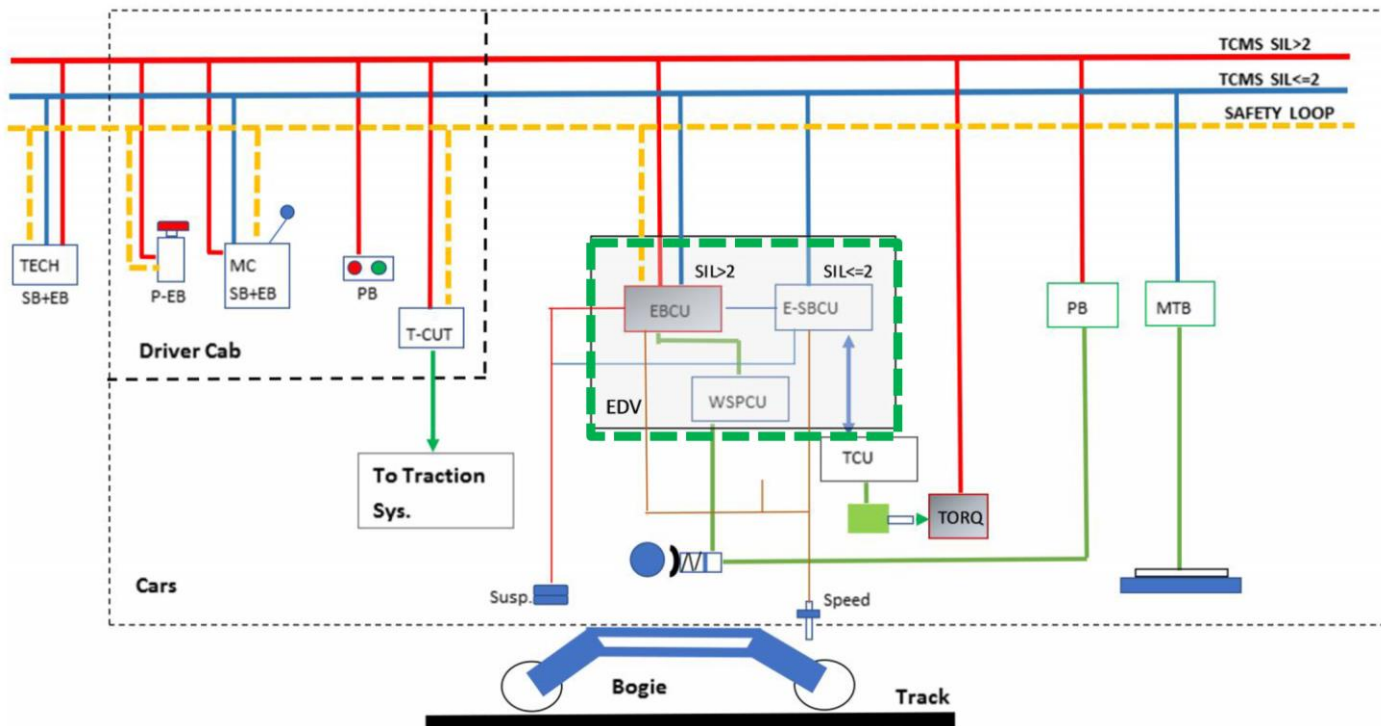 TCMS SIL>2
TCMS SIL<=2
SAFETY LOOP
TECH
SB+EB
P-EB
MC
SB+EB
PB
T-CUT
Driver Cab
To Traction
Sys.
Cars
SIL>2
SIL<=2
EBCU
E-SBCU
WSPCU
EDV
TCU
TORQ
PB
MTB
Susp.
Speed
Bogie
Track